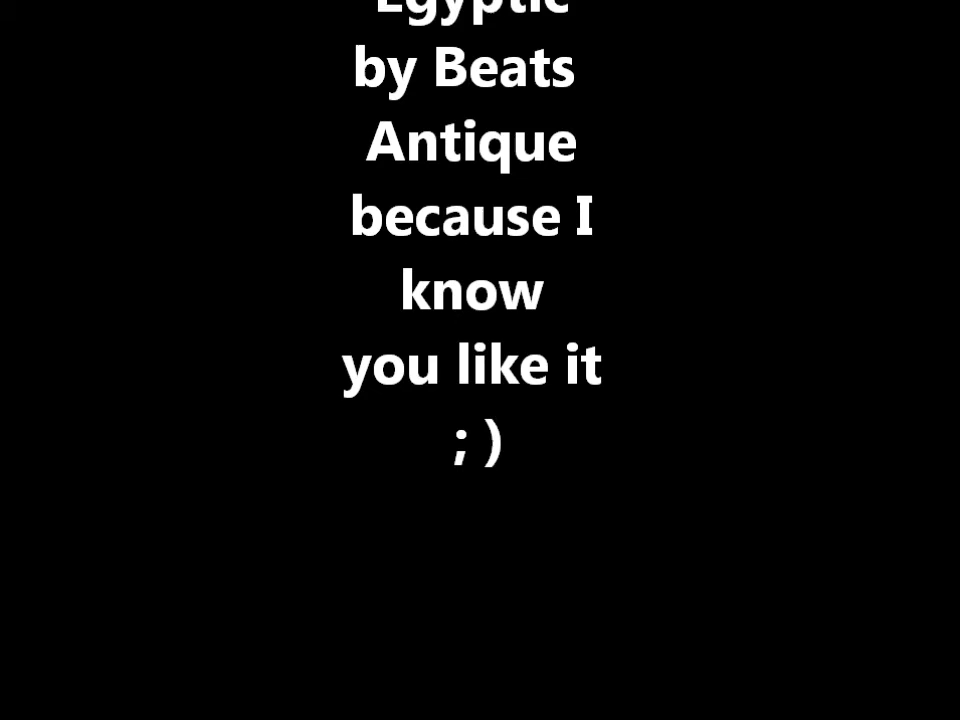 Egyptic
by Beats
Antique
because I
know
you like it
; )